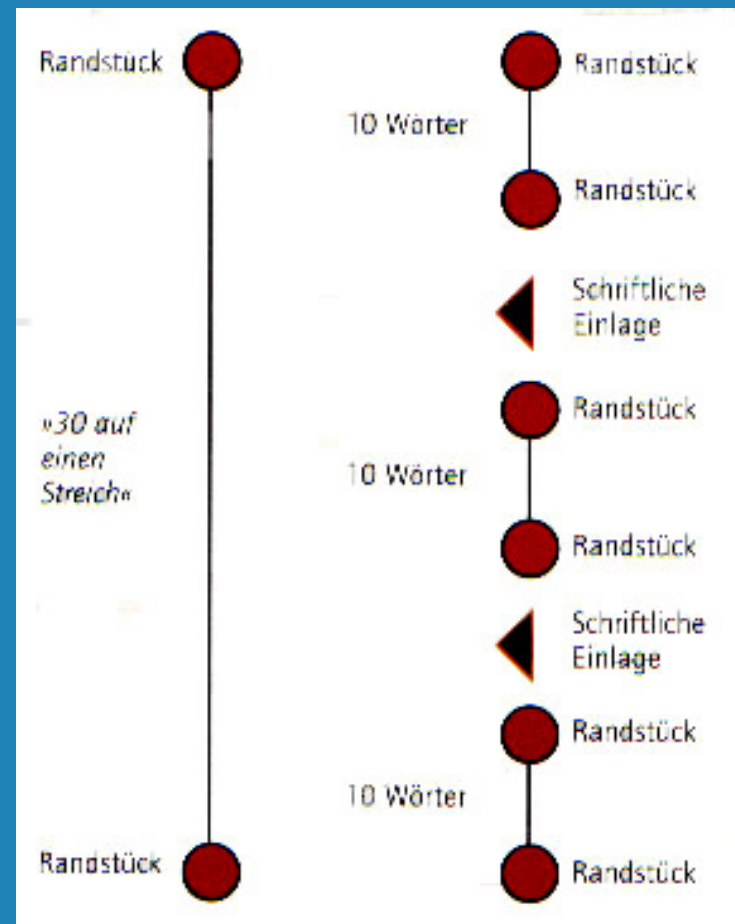 Randstück
»30 auf
einen
Streich«
Randstück
Randstück
10 Wörter
Randstück
Schriftliche
Einlage
Randstück
10 Wörter
Randstück
Schriftliche
Einlage
Randstück
10 Wörter
Randstück